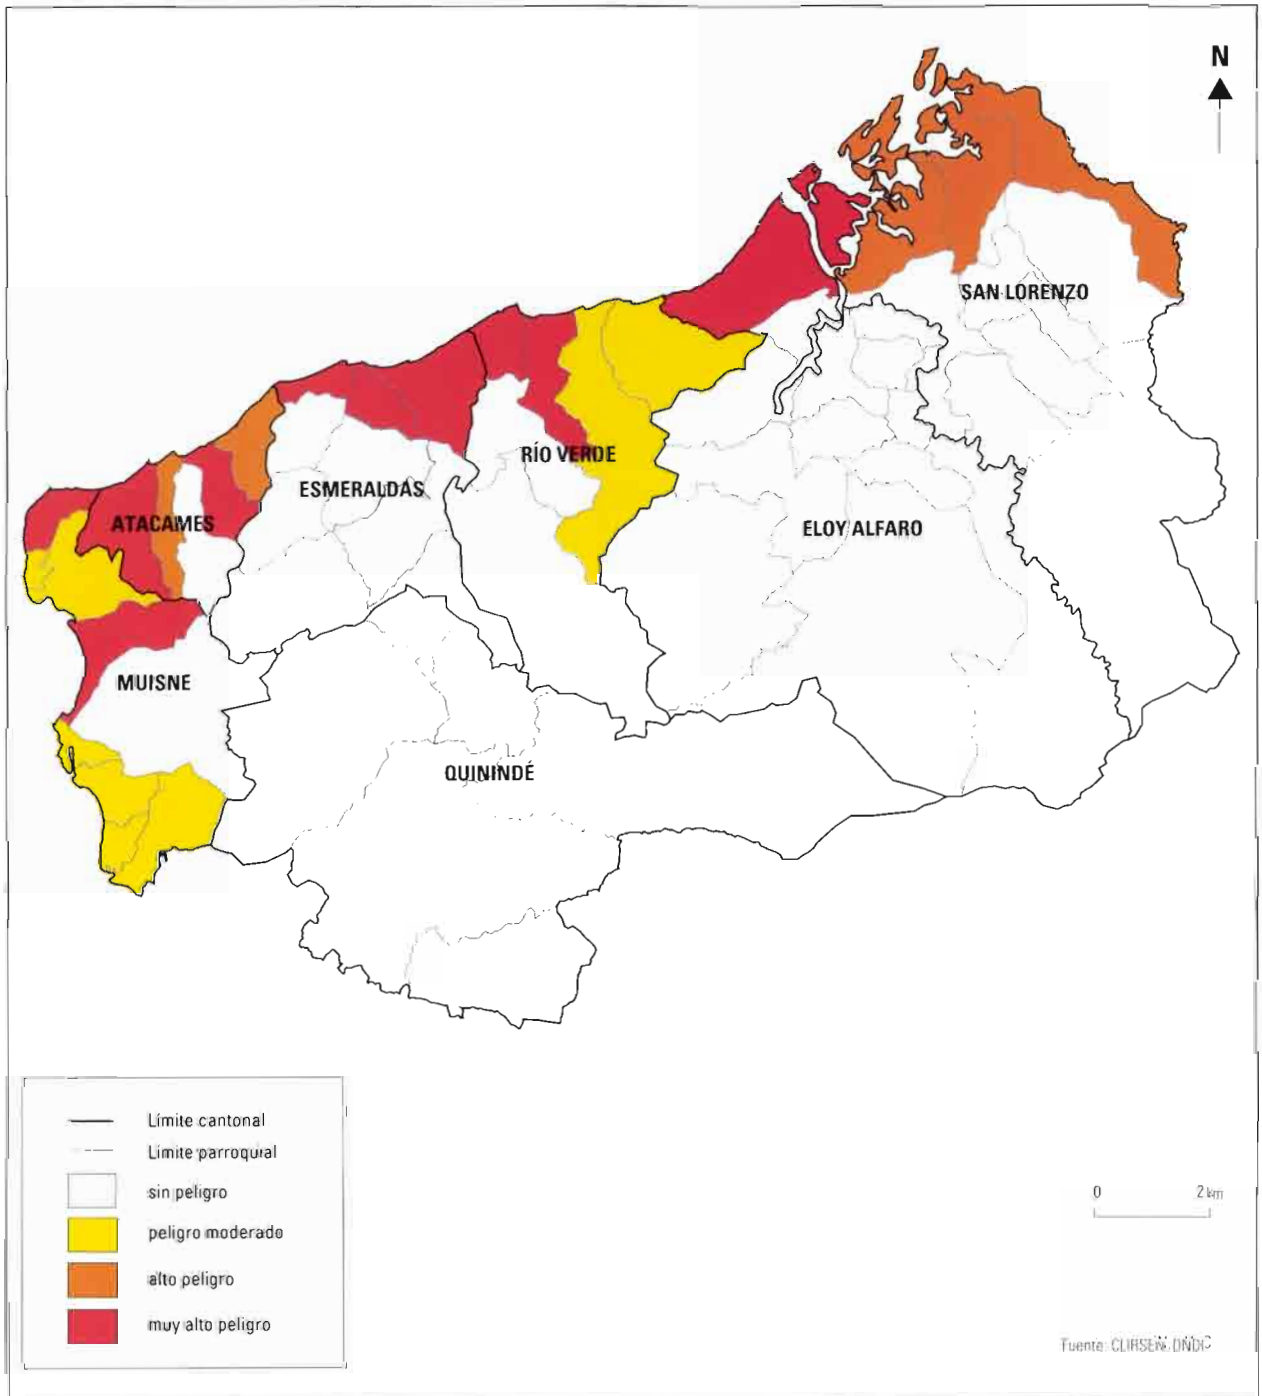 N
SAN LORENZO
RÍO VERDE
ESMERALDAS
ATACAMES
ELOY ALFARO
MUISNE
QUININDÉ
Límite cantonal
Límite parroquial
sin peligro
peligro moderado
alto peligro
muy alto peligro
0 2 km
Fuente: CLIRSEN, DNDC